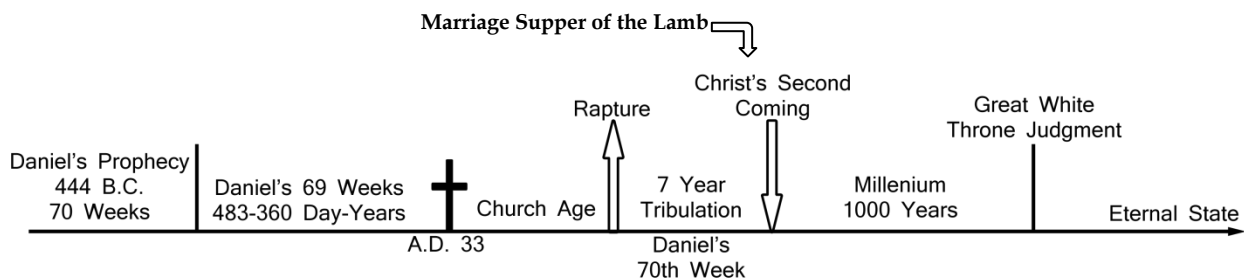 Marriage Supper of the Lamb
Christ's Second
Coming
Rapture
Great White
Throne Judgment
Daniel's Prophecy
444 B.C.
70 Weeks
Daniel's 69 Weeks
483-360 Day-Years
A.D. 33
Church Age
7 Year
Tribulation
Daniel's
70th Week
Millenium
1000 Years
Eternal State